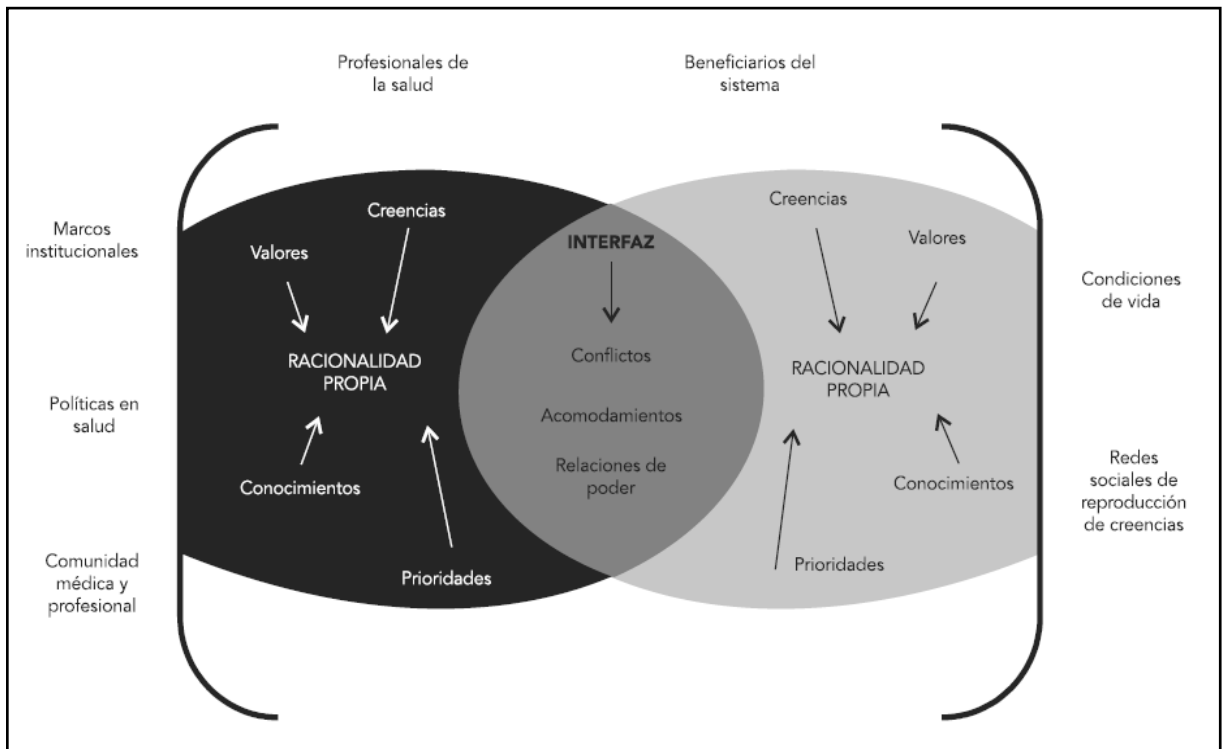 Profesionales de
la salud
Beneficiarios del
sistema
Marcos
institucionales
Políticas en
salud
Comunidad
médica y
profesional
Creencias
Valores
RACIONALIDAD
PROPIA
Conocimientos
Prioridades
INTERFAZ
Conflictos
Acomodamientos
Relaciones de
poder
Creencias
Valores
RACIONALIDAD
PROPIA
Conocimientos
Prioridades
Condiciones
de vida
Redes
sociales de
reproducción
de creencias